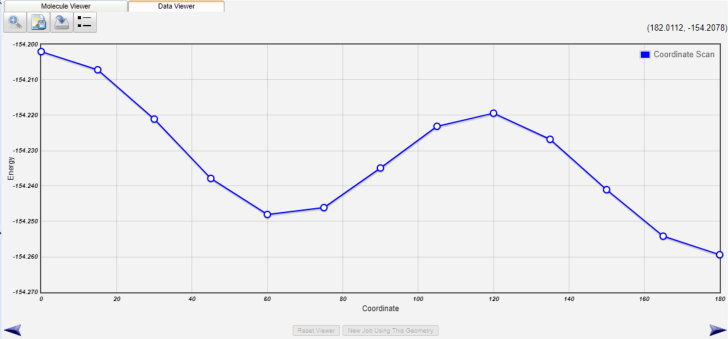 Molecule Viewer
Data Viewer
(182.0112, -154.2078)
Coordinate Scan
-154.200
-154.210
-154.220
-154.230
-154.240
-154.250
-154.260
-154.270
Energy
0 20 40 60 80 100 120 140 160 180
Coordinate
Reset Viewer
New Job Using This Geometry